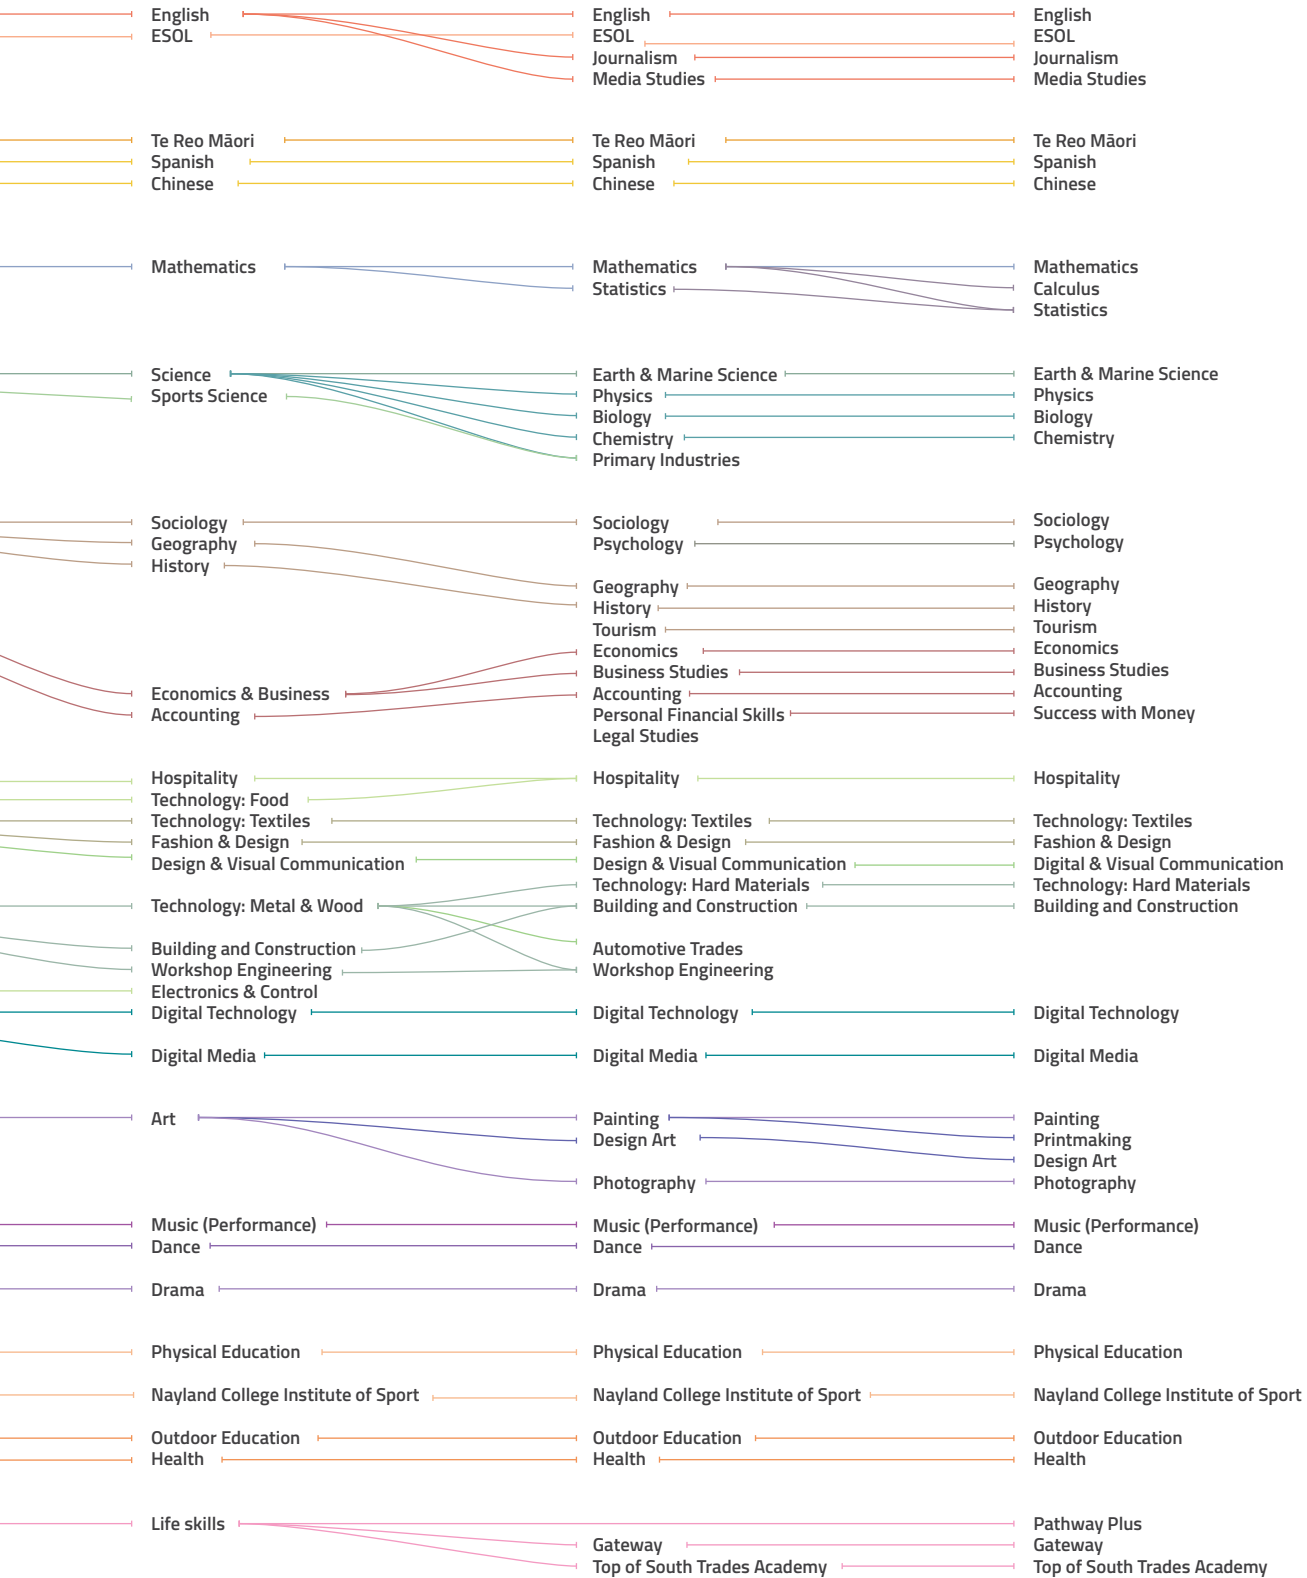 English English English
ESOL ESOL ESOL
Journalism Journalism
Media Studies Media Studies
Te Reo Māori Te Reo Māori Te Reo Māori
Spanish Spanish Spanish
Chinese Chinese Chinese
Mathematics Mathematics Mathematics
Statistics Calculus
Statistics
Science Earth & Marine Science Earth & Marine Science
Sports Science Physics Physics
Biology Biology
Chemistry Chemistry
Primary Industries
Sociology Sociology Sociology
Geography Psychology Psychology
History
Geography Geography
History History
Tourism Tourism
Economics Economics
Business Studies Business Studies
Economics & Business Accounting Accounting
Accounting Personal Financial Skills Success with Money
Legal Studies
Hospitality Hospitality Hospitality
Technology: Food
Technology: Textiles Technology: Textiles Technology: Textiles
Fashion & Design Fashion & Design Fashion & Design
Design & Visual Communication Design & Visual Communication Digital & Visual Communication
Technology: Hard Materials Technology: Hard Materials
Technology: Metal & Wood Building and Construction Building and Construction
Building and Construction Automotive Trades
Workshop Engineering Workshop Engineering
Electronics & Control
Digital Technology Digital Technology Digital Technology
Digital Media Digital Media Digital Media
Art Painting Painting
Design Art Printmaking
Design Art
Photography Photography
Music (Performance) Music (Performance) Music (Performance)
Dance Dance Dance
Drama Drama Drama
Physical Education Physical Education Physical Education
Nayland College Institute of Sport Nayland College Institute of Sport Nayland College Institute of Sport
Outdoor Education Outdoor Education Outdoor Education
Health Health Health
Life skills Pathway Plus
Gateway Gateway
Top of South Trades Academy Top of South Trades Academy